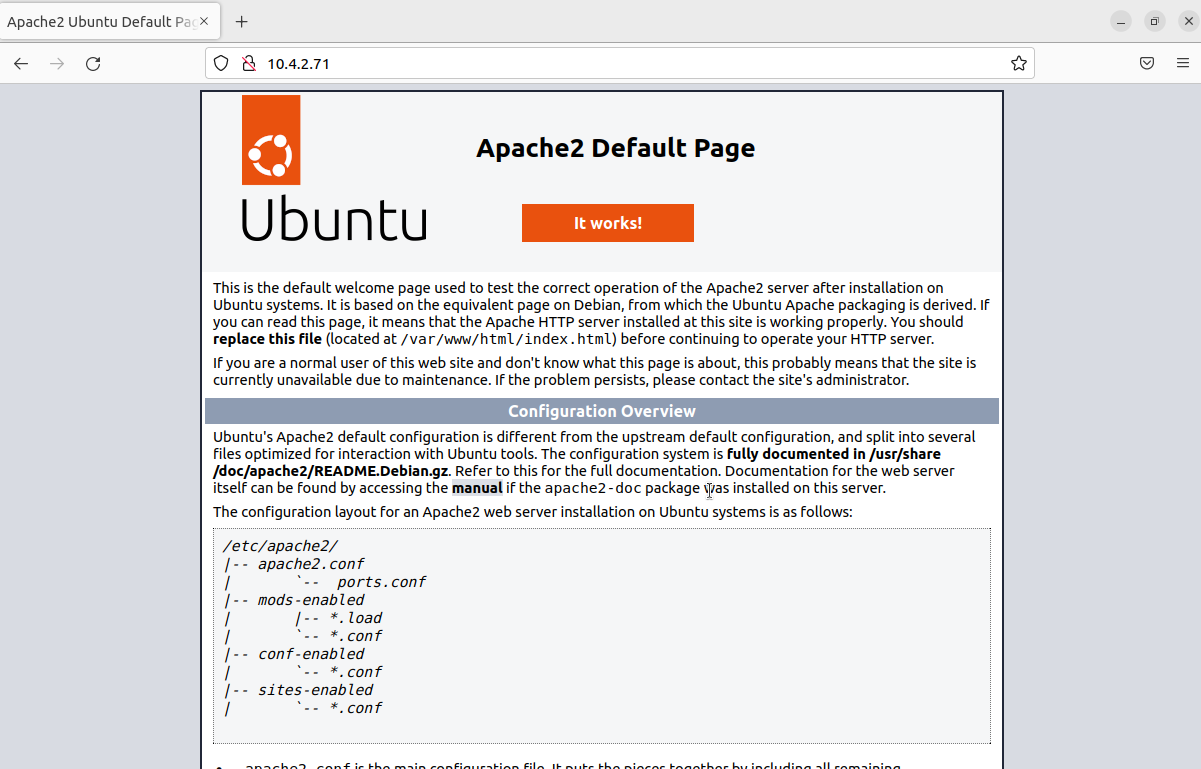 Apache2 Ubuntu Default Pag
10.4.2.71
Ubuntu
Apache2 Default Page
It works!
This is the default welcome page used to test the correct operation of the Apache2 server after installation on
Ubuntu systems. It is based on the equivalent page on Debian, from which the Ubuntu Apache packaging is derived. If
you can read this page, it means that the Apache HTTP server installed at this site is working properly. You should
replace this file (located at /var/www/html/index.html) before continuing to operate your HTTP server.
If you are a normal user of this web site and don't know what this page is about, this probably means that the site is
currently unavailable due to maintenance. If the problem persists, please contact the site's administrator.
Configuration Overview
Ubuntu's Apache2 default configuration is different from the upstream default configuration, and split into several
files optimized for interaction with Ubuntu tools. The configuration system is fully documented in /usr/share
/doc/apache2/README.Debian.gz. Refer to this for the full documentation. Documentation for the web server
itself can be found by accessing the manual if the apache2-doc package was installed on this server.
The configuration layout for an Apache2 web server installation on Ubuntu systems is as follows:
/etc/apache2/
|-- apache2.conf
|       `--  ports.conf
|-- mods-enabled
|       |-- *.load
|       `-- *.conf
|-- conf-enabled
|       `-- *.conf
|-- sites-enabled
|       `-- *.conf
• apache2.conf is the main configuration file. It puts the pieces together by including all remaining